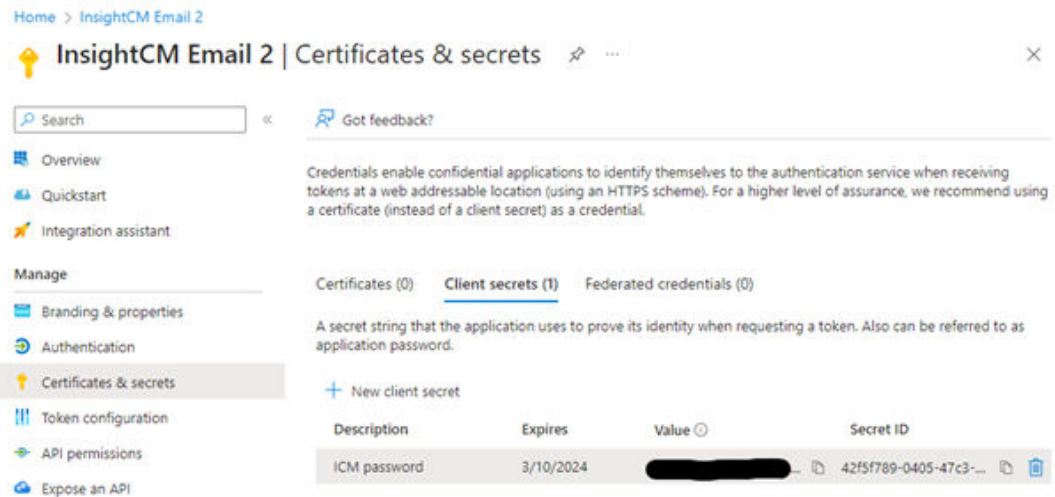 Home > InsightCM Email 2
InsightCM Email 2 | Certificates & secrets ...
Search «
Got feedback?
Overview
Quickstart
Integration assistant
Credentials enable confidential applications to identify themselves to the authentication service when receiving
tokens at a web addressable location (using an HTTPS scheme). For a higher level of assurance, we recommend using
a certificate (instead of a client secret) as a credential.
Manage
Branding & properties
Authentication
Certificates & secrets
Token configuration
API permissions
Expose an API
Certificates (0) Client secrets (1) Federated credentials (0)
A secret string that the application uses to prove its identity when requesting a token. Also can be referred to as
application password.
New client secret
Description Expires Value Secret ID
ICM password 3/10/2024 ... 42f5f789-0405-47c3-...